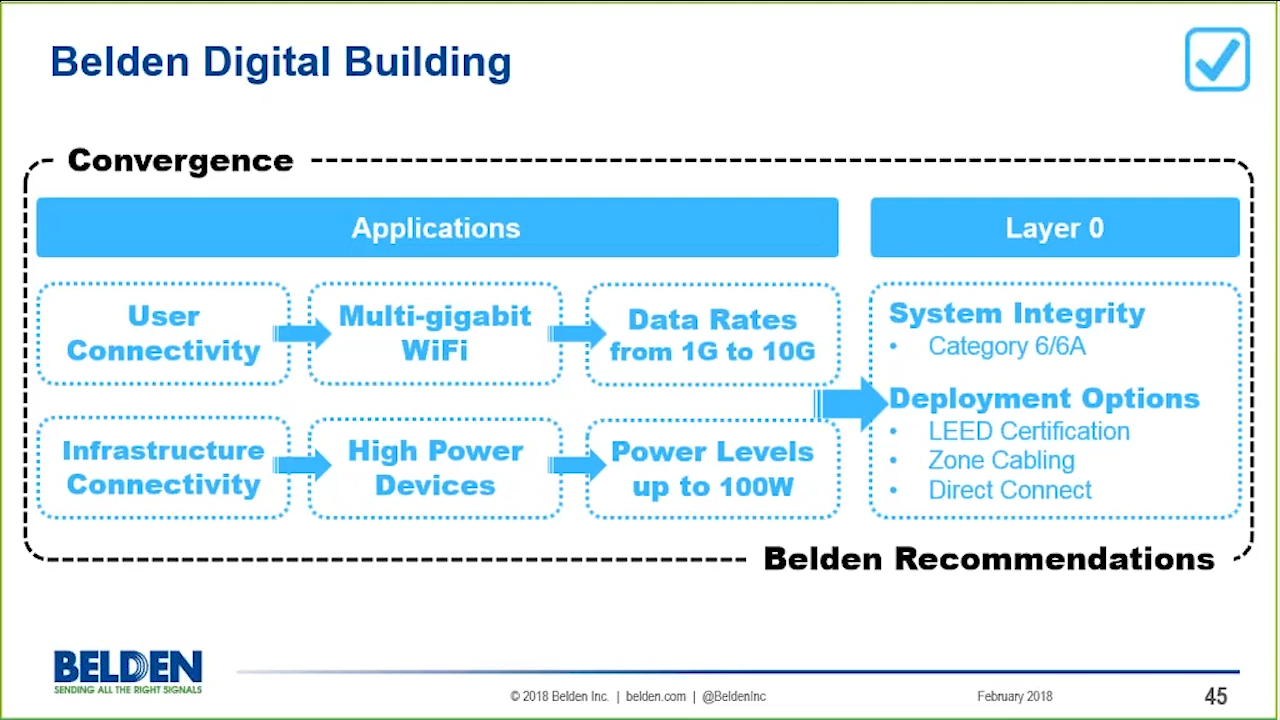 Belden Digital Building
Convergence
Applications
Layer 0
User
Connectivity
Multi-gigabit
WiFi
Data Rates
from 1G to 10G
Infrastructure
Connectivity
High Power
Devices
Power Levels
up to 100W
System Integrity
• Category 6/6A
Deployment Options
• LEED Certification
• Zone Cabling
• Direct Connect
Belden Recommendations
BELDEN
SENDING ALL THE RIGHT SIGNALS
© 2018 Belden Inc. | belden.com | @BeldenInc
February 2018
45